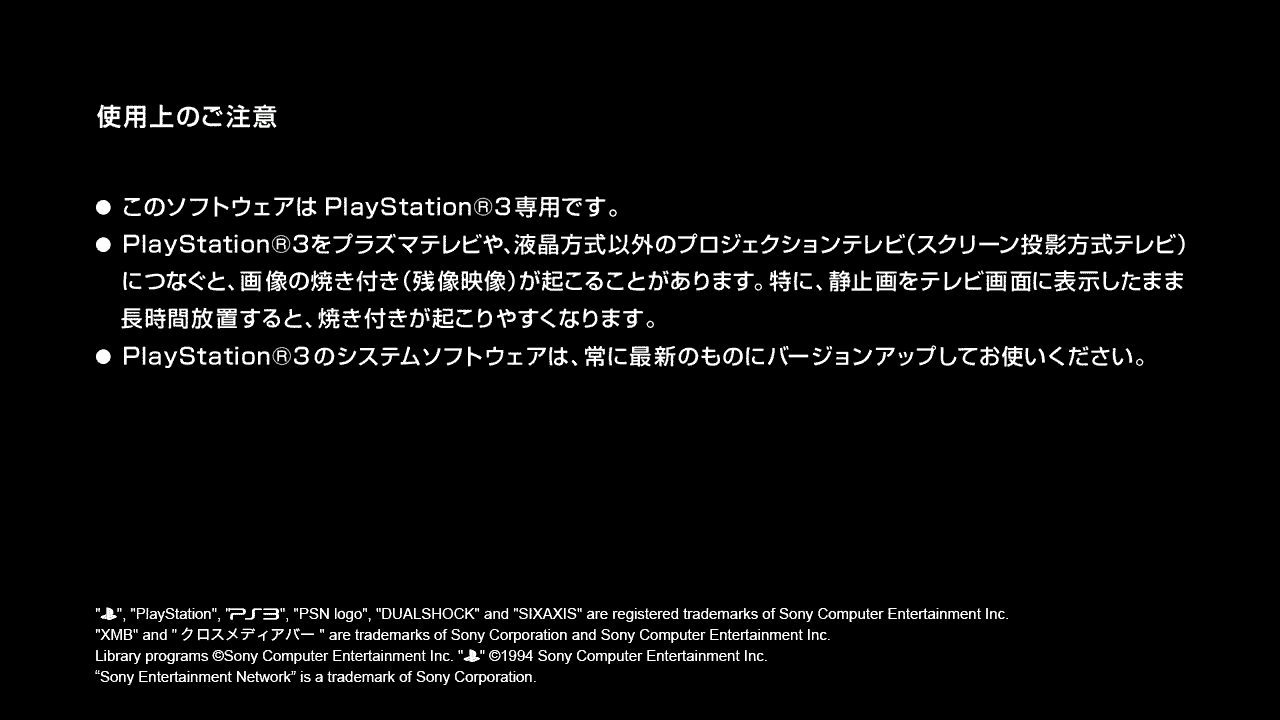 使用上のご注意
● このソフトウェアは PlayStation®3専用です。
● PlayStation®3をプラズマテレビや、液晶方式以外のプロジェクションテレビ（スクリーン投影方式テレビ）
につなぐと、画像の焼き付き（残像映像）が起こることがあります。特に、静止画をテレビ画面に表示したまま
長時間放置すると、焼き付きが起こりやすくなります。
● PlayStation®3のシステムソフトウェアは、常に最新のものにバージョンアップしてお使いください。
"", "PlayStation", "PS3", "PSN logo", "DUALSHOCK" and "SIXAXIS" are registered trademarks of Sony Computer Entertainment Inc.
"XMB" and " クロスメディアバー " are trademarks of Sony Corporation and Sony Computer Entertainment Inc.
Library programs ©Sony Computer Entertainment Inc. "" ©1994 Sony Computer Entertainment Inc.
“Sony Entertainment Network” is a trademark of Sony Corporation.